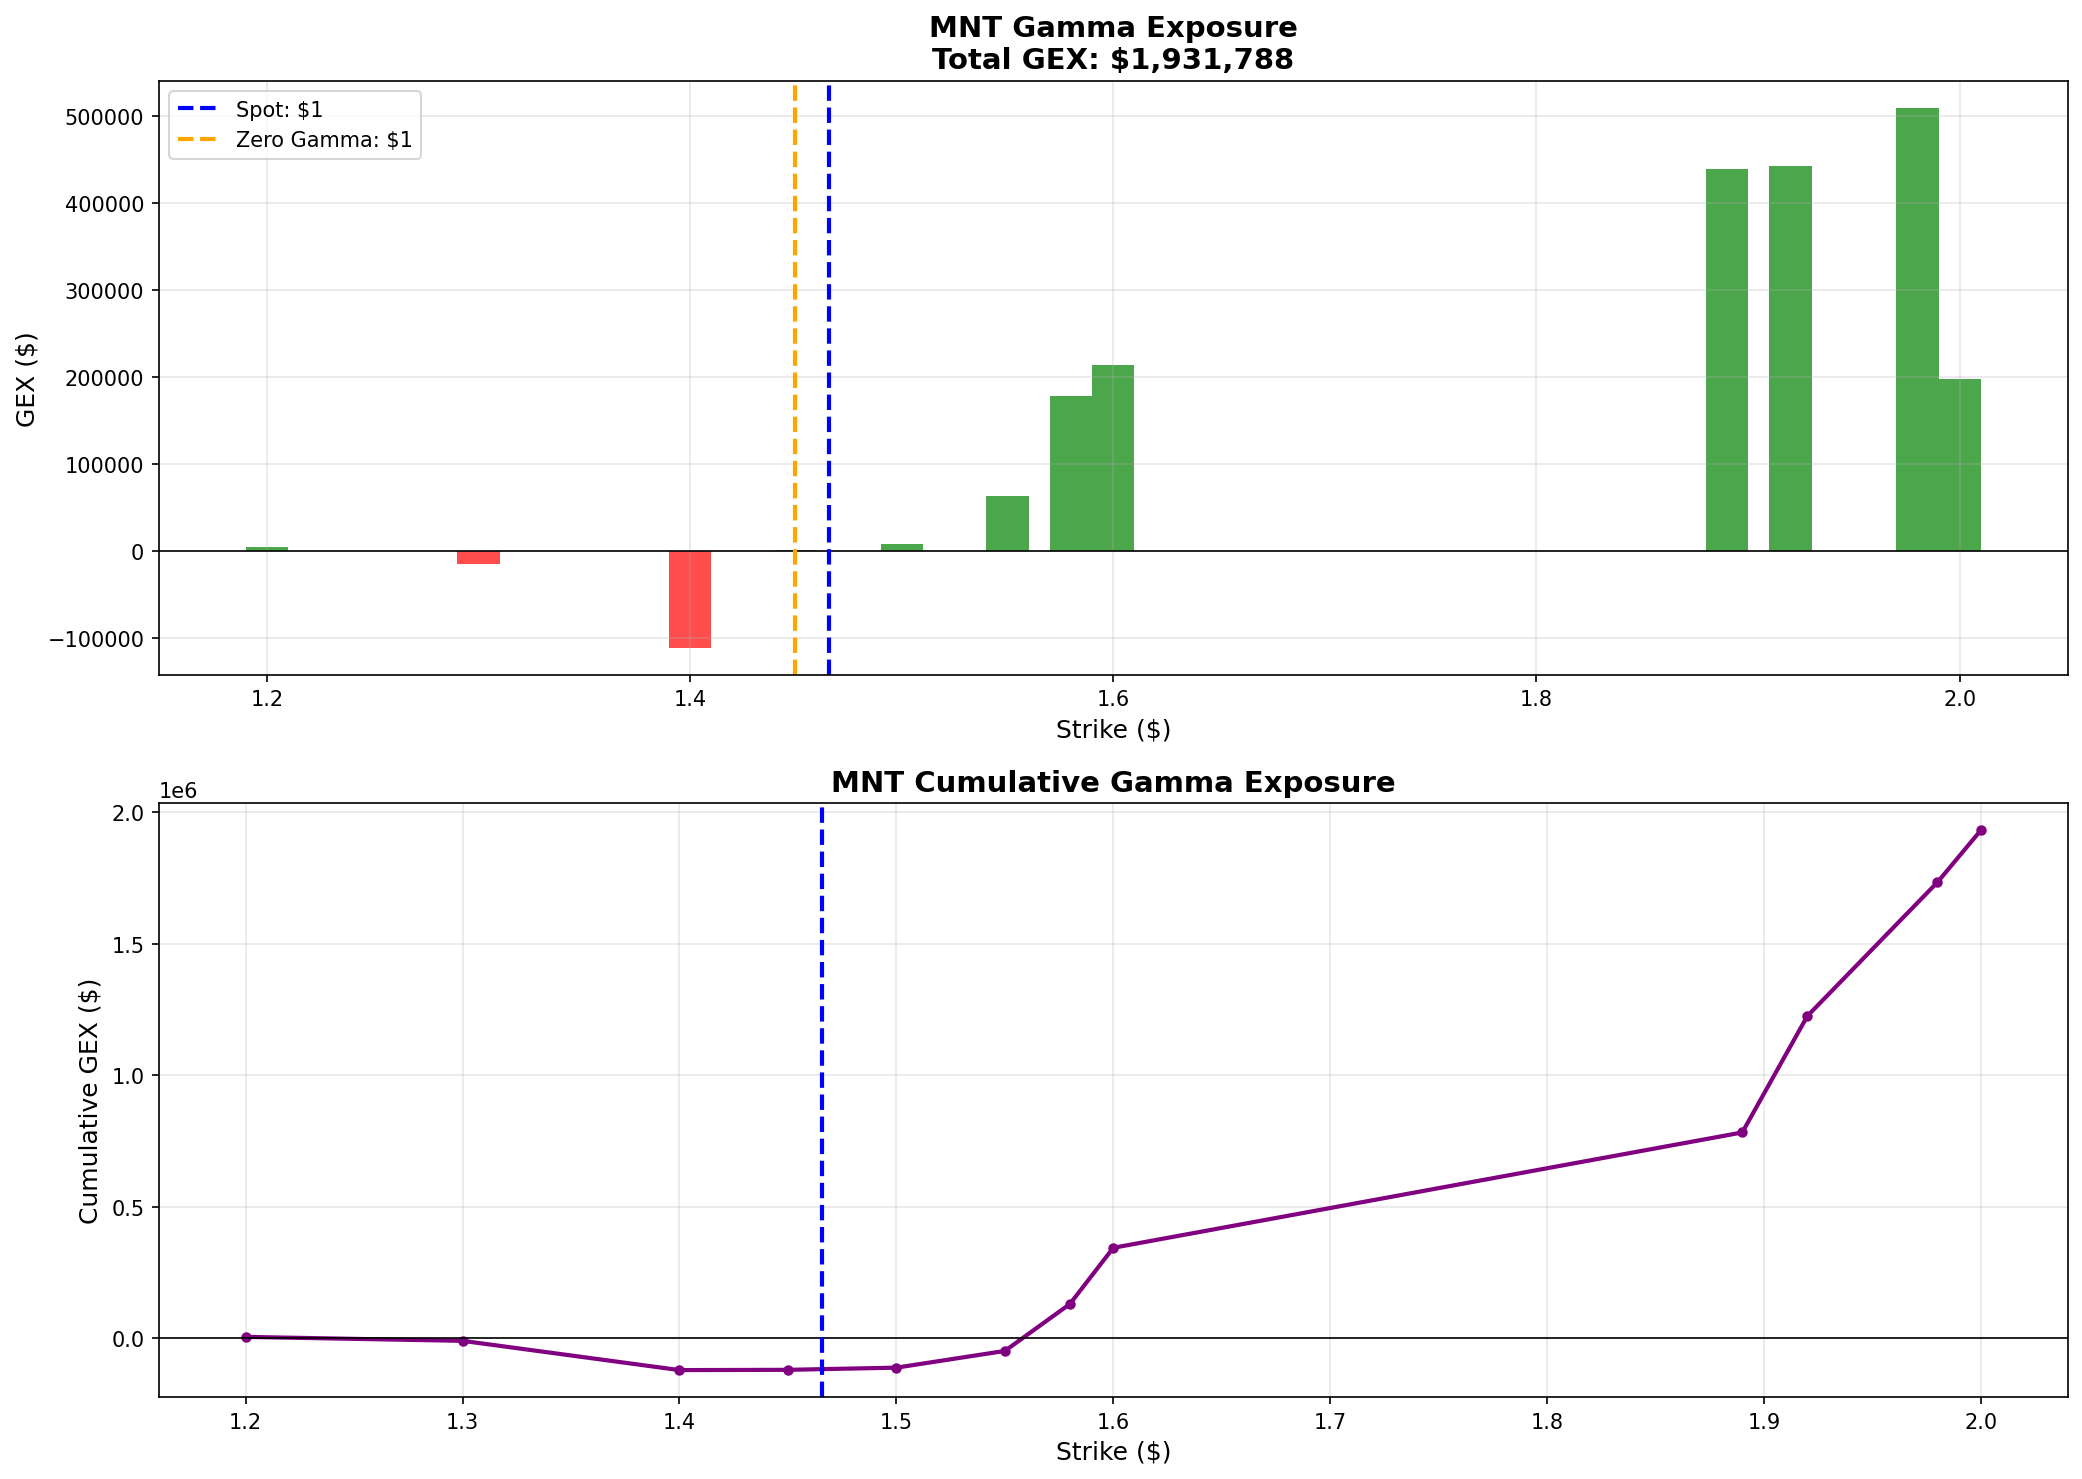 MNT Gamma Exposure
Total GEX: $1,931,788
Spot: $1
Zero Gamma: $1
GEX ($)
500000
400000
300000
200000
100000
0
−100000
1.2 1.4 1.6 1.8 2.0
Strike ($)
MNT Cumulative Gamma Exposure
1e6
Cumulative GEX ($)
2.0
1.5
1.0
0.5
0.0
1.2 1.3 1.4 1.5 1.6 1.7 1.8 1.9 2.0
Strike ($)